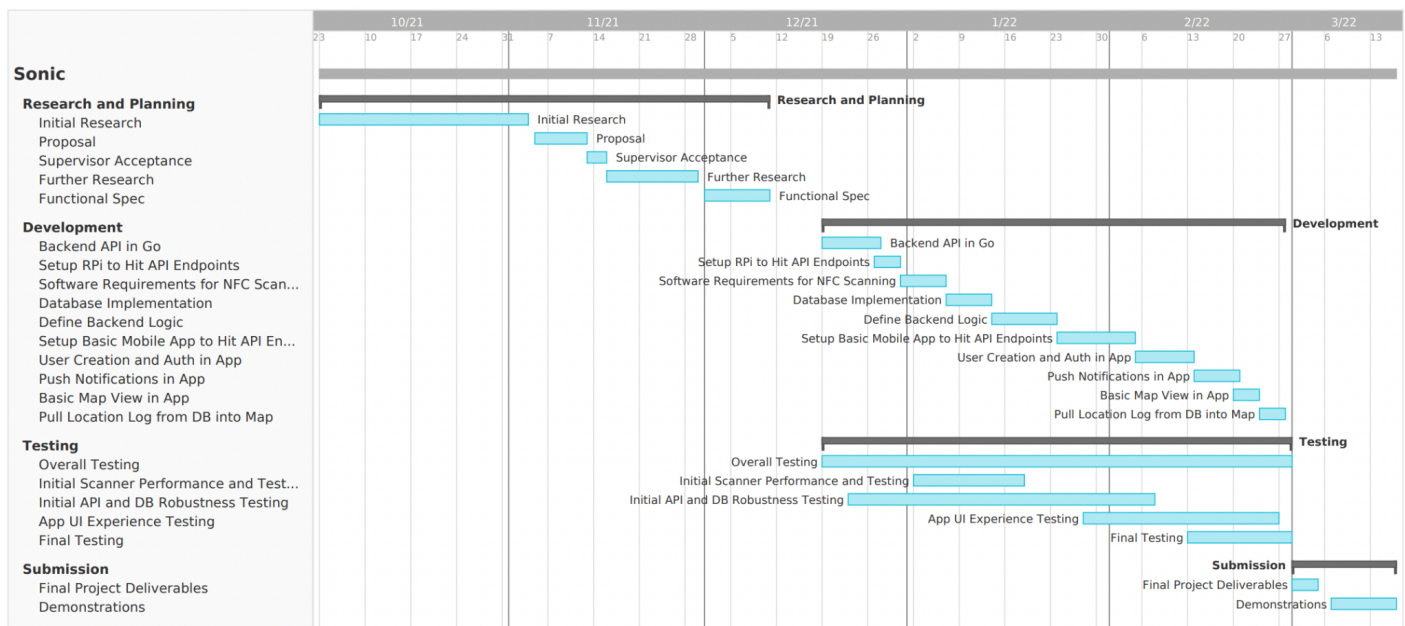 10/21 11/21 12/21 1/22 2/22 3/22
23 10 17 24 31 7 14 21 28 5 12 19 26 2 9 16 23 30 6 13 20 27 6 13
Sonic
Research and Planning Research and Planning
Initial Research Initial Research
Proposal Proposal
Supervisor Acceptance Supervisor Acceptance
Further Research Further Research
Functional Spec Functional Spec
Development Development
Backend API in Go Backend API in Go
Setup RPi to Hit API Endpoints Setup RPi to Hit API Endpoints
Software Requirements for NFC Scan... Software Requirements for NFC Scanning
Database Implementation Database Implementation
Define Backend Logic Define Backend Logic
Setup Basic Mobile App to Hit API En... Setup Basic Mobile App to Hit API Endpoints
User Creation and Auth in App User Creation and Auth in App
Push Notifications in App Push Notifications in App
Basic Map View in App Basic Map View in App
Pull Location Log from DB into Map Pull Location Log from DB into Map
Testing Testing
Overall Testing Overall Testing
Initial Scanner Performance and Test... Initial Scanner Performance and Testing
Initial API and DB Robustness Testing Initial API and DB Robustness Testing
App UI Experience Testing App UI Experience Testing
Final Testing Final Testing
Submission Submission
Final Project Deliverables Final Project Deliverables
Demonstrations Demonstrations